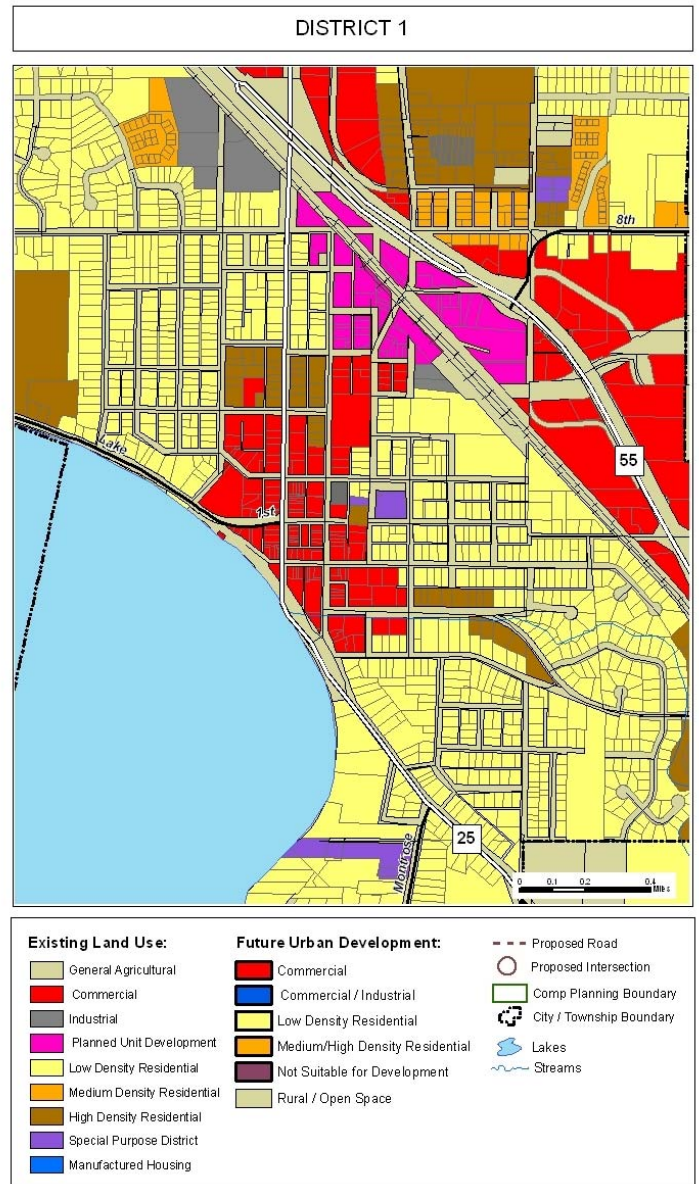 DISTRICT 1
8th
Lake
55
1st
25
Montrose
0 0.1 0.2 0.4
Miles
Existing Land Use:
General Agricultural
Commercial
Industrial
Planned Unit Development
Low Density Residential
Medium Density Residential
High Density Residential
Special Purpose District
Manufactured Housing
Future Urban Development:
Commercial
Commercial / Industrial
Low Density Residential
Medium/High Density Residential
Not Suitable for Development
Rural / Open Space
Proposed Road
Proposed Intersection
Comp Planning Boundary
City / Township Boundary
Lakes
Streams